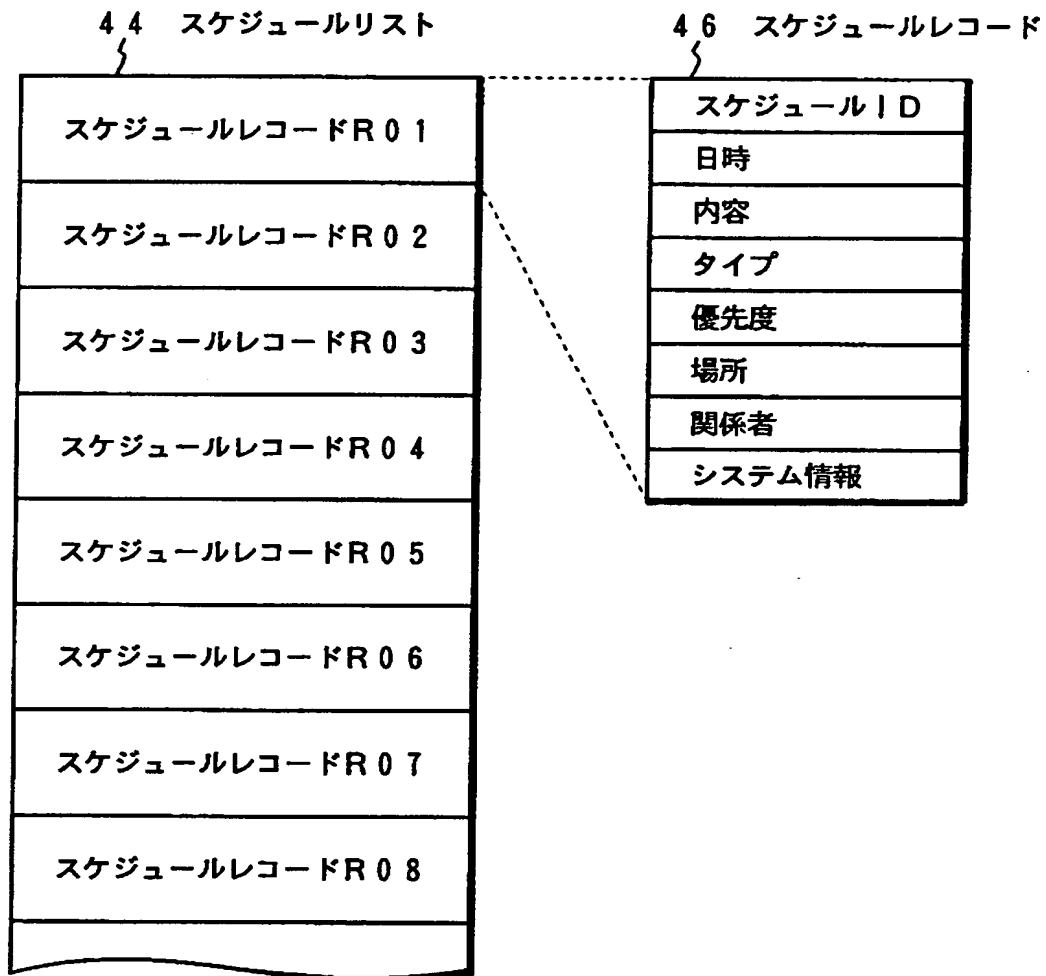 44 スケジュールリスト
スケジュールレコードR01
スケジュールレコードR02
スケジュールレコードR03
スケジュールレコードR04
スケジュールレコードR05
スケジュールレコードR06
スケジュールレコードR07
スケジュールレコードR08
46 スケジュールレコード
スケジュールID
日時
内容
タイプ
優先度
場所
関係者
システム情報